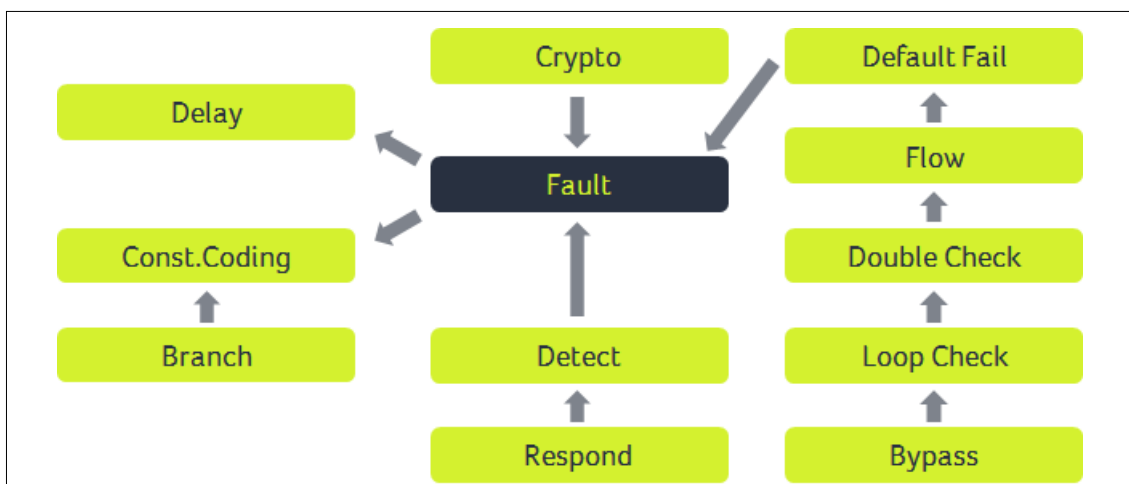 Crypto
Default Fail
Delay
Flow
Fault
Const.Coding
Double Check
Branch
Detect
Loop Check
Respond
Bypass